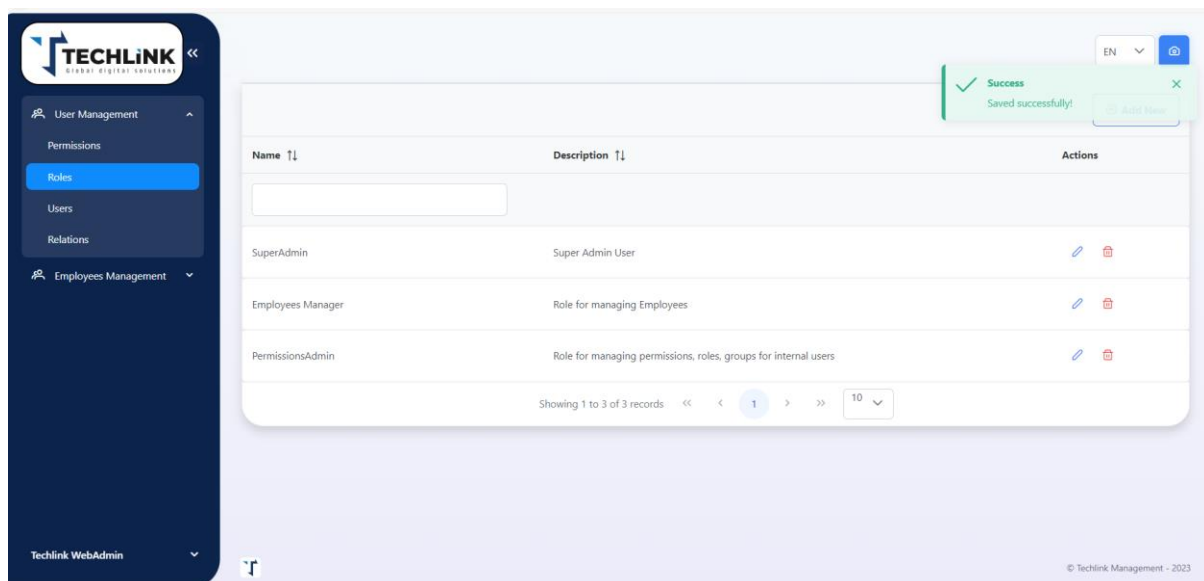 TECHLiNK
Global digital solutions
«
EN
Success
Saved successfully!
Add New
User Management
Permissions
Roles
Users
Relations
Employees Management
Name
Description
Actions
SuperAdmin
Super Admin User
Employees Manager
Role for managing Employees
PermissionsAdmin
Role for managing permissions, roles, groups for internal users
Showing 1 to 3 of 3 records « ‹ 1 › » 10
Techlink WebAdmin
© Techlink Management - 2023